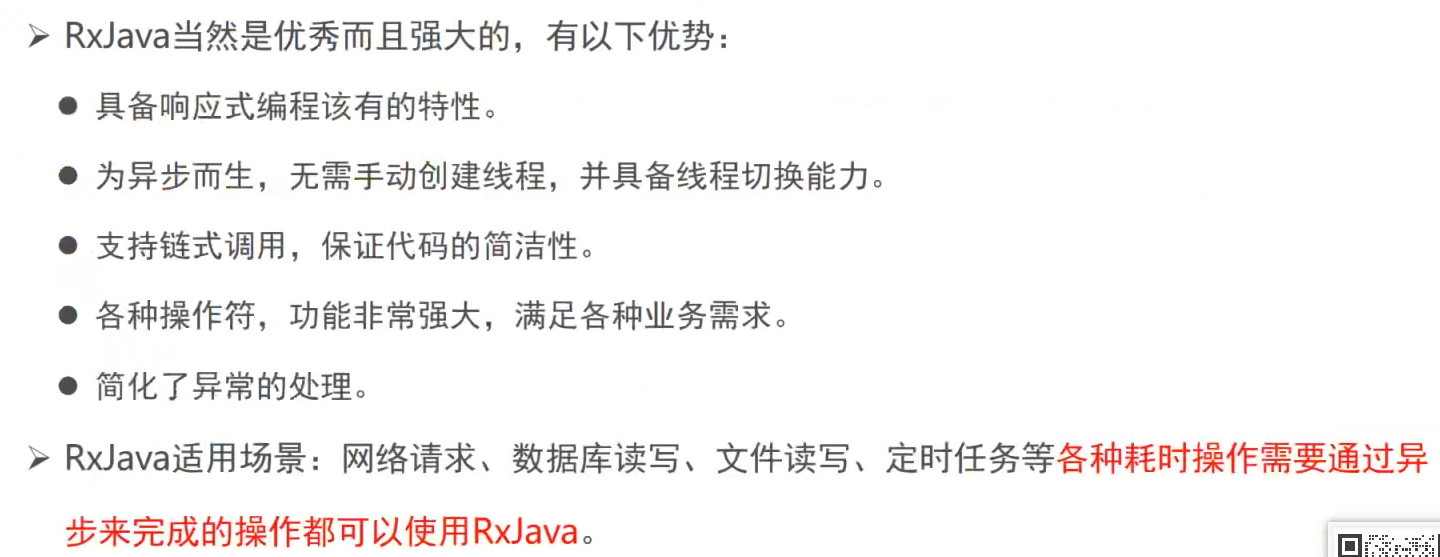 ➢ RxJava当然是优秀而且强大的，有以下优势：
● 具备响应式编程该有的特性。
● 为异步而生，无需手动创建线程，并具备线程切换能力。
● 支持链式调用，保证代码的简洁性。
● 各种操作符，功能非常强大，满足各种业务需求。
● 简化了异常的处理。
➢ RxJava适用场景：网络请求、数据库读写、文件读写、定时任务等各种耗时操作需要通过异
步来完成的操作都可以使用RxJava。